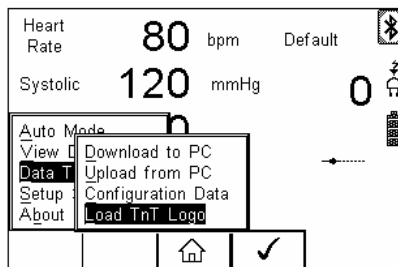 Heart Rate 80 bpm Default
Systolic 120 mmHg 0
Auto Mode
View
Data
Setup
About
Download to PC
Upload from PC
Configuration Data
Load TnT Logo